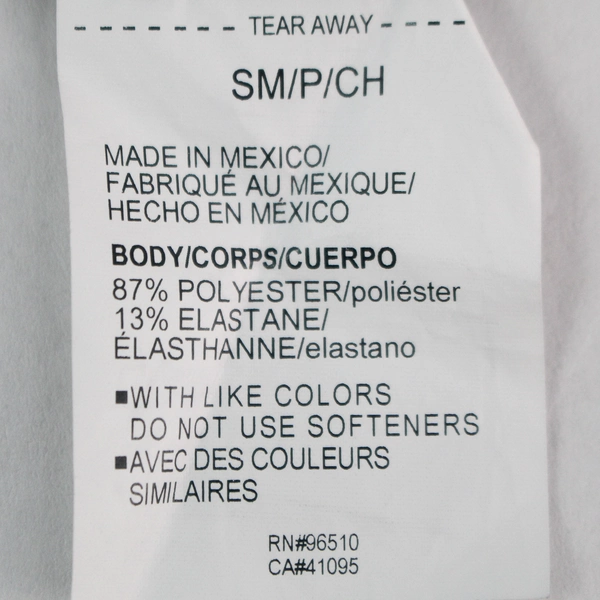 - - - - - - - TEAR AWAY - - - - -
SM/P/CH
MADE IN MEXICO/
FABRIQUÉ AU MEXIQUE/
HECHO EN MÉXICO
BODY/CORPS/CUERPO
87% POLYESTER/poliéster
13% ELASTANE/
ÉLASTHANNE/elastano
■WITH LIKE COLORS
DO NOT USE SOFTENERS
■AVEC DES COULEURS
SIMILAIRES
RN#96510
CA#41095